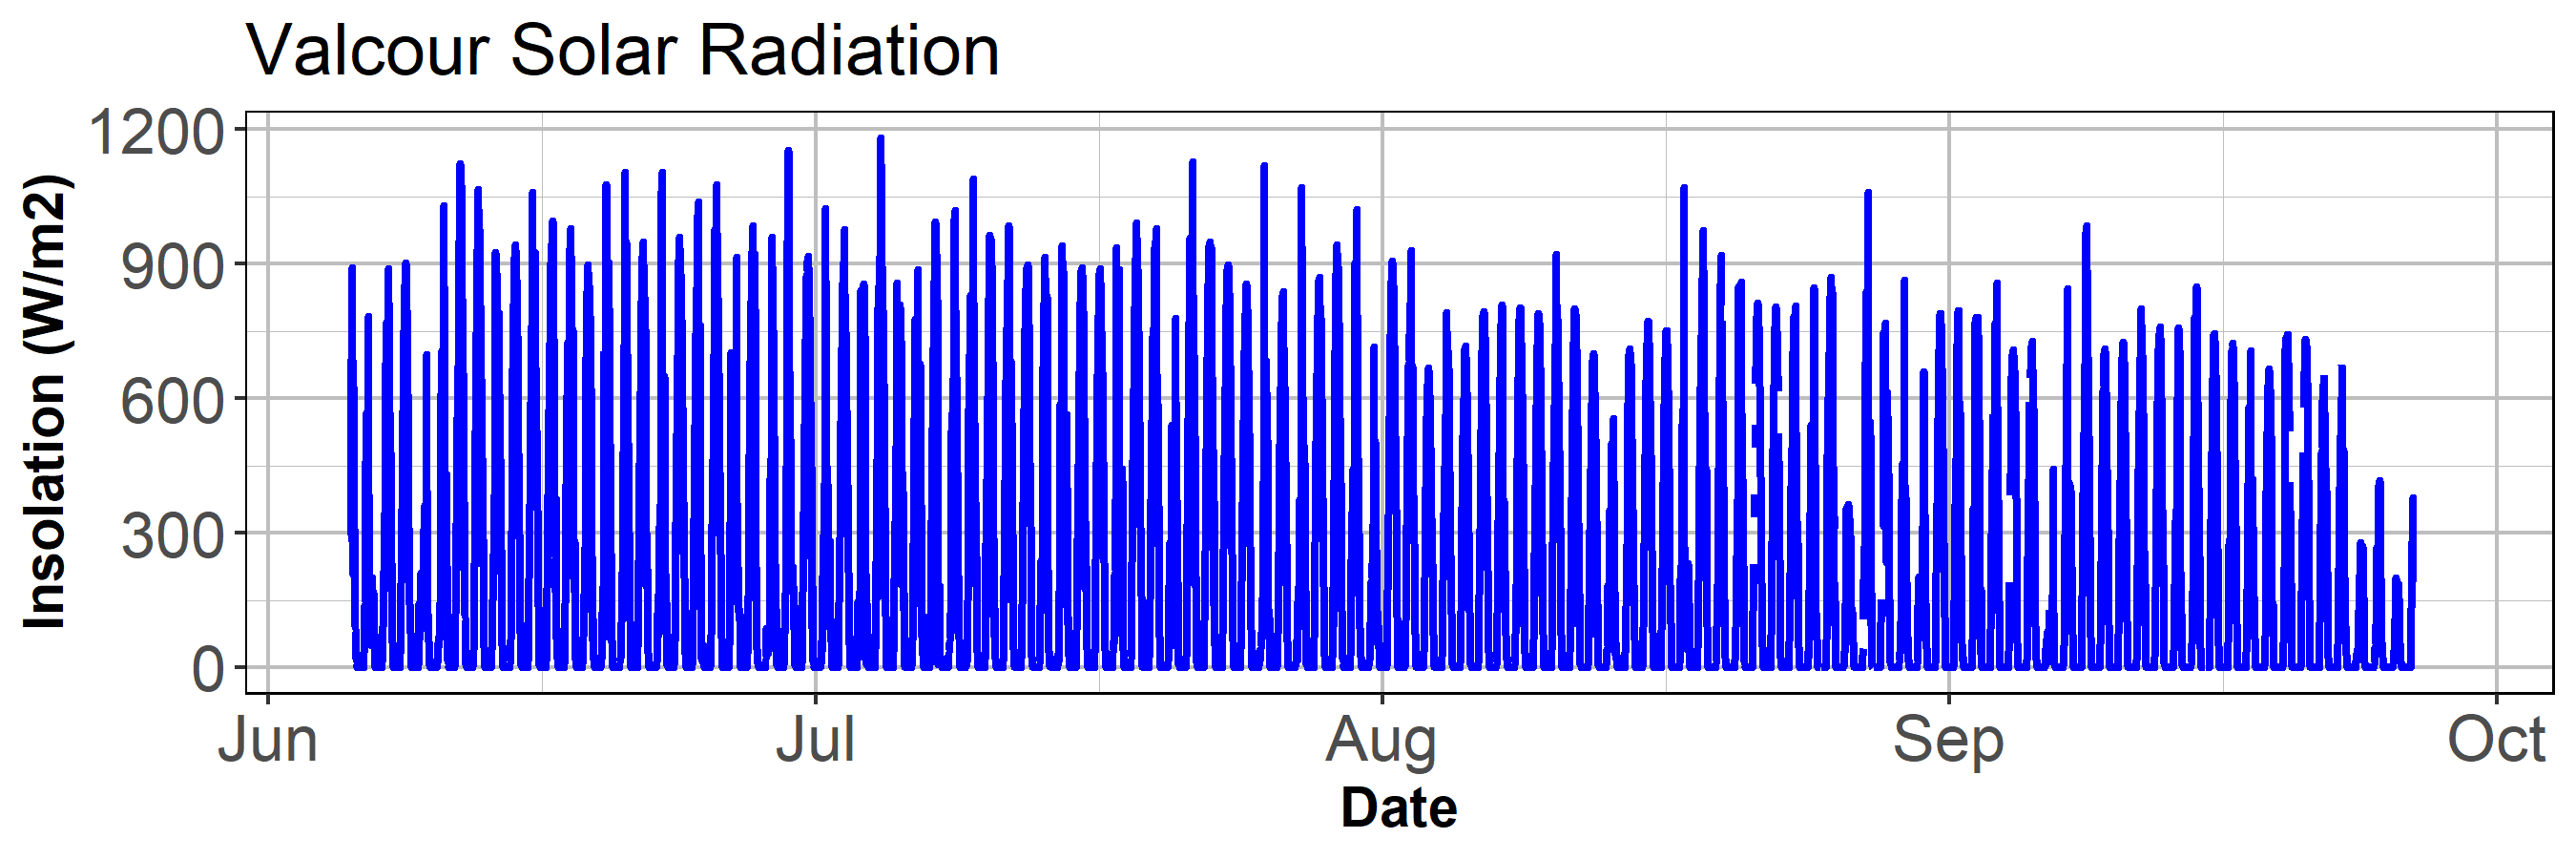 Valcour Solar Radiation
1200
900
600
300
0
Insolation (W/m2)
Jun Jul Aug Sep Oct
Date